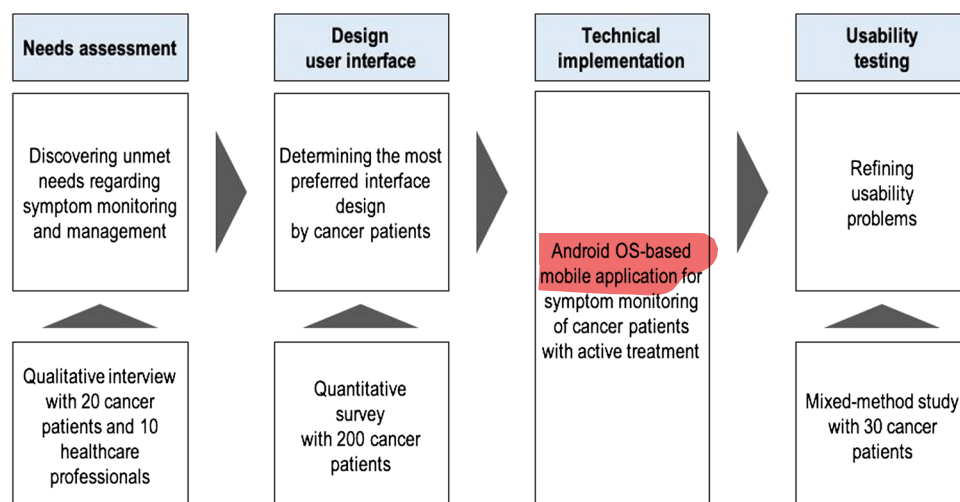 Needs assessment
Discovering unmet
needs regarding
symptom monitoring
and management
Qualitative interview
with 20 cancer
patients and 10
healthcare
professionals
Design
user interface
Determining the most
preferred interface
design
by cancer patients
Quantitative
survey
with 200 cancer
patients
Technical
implementation
Android OS-based
mobile application for
symptom monitoring
of cancer patients
with active treatment
Usability
testing
Refining
usability
problems
Mixed-method study
with 30 cancer
patients